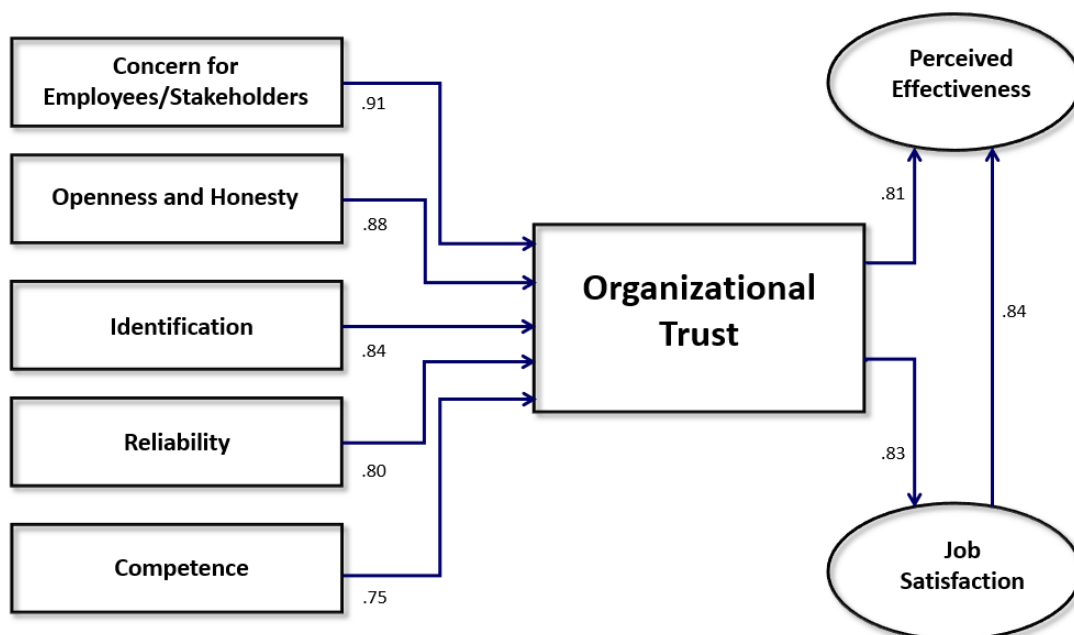 Concern for
Employees/Stakeholders
.91
Openness and Honesty
.88
Identification
.84
Reliability
.80
Competence
.75
Organizational
Trust
Perceived
Effectiveness
.81
.84
.83
Job
Satisfaction